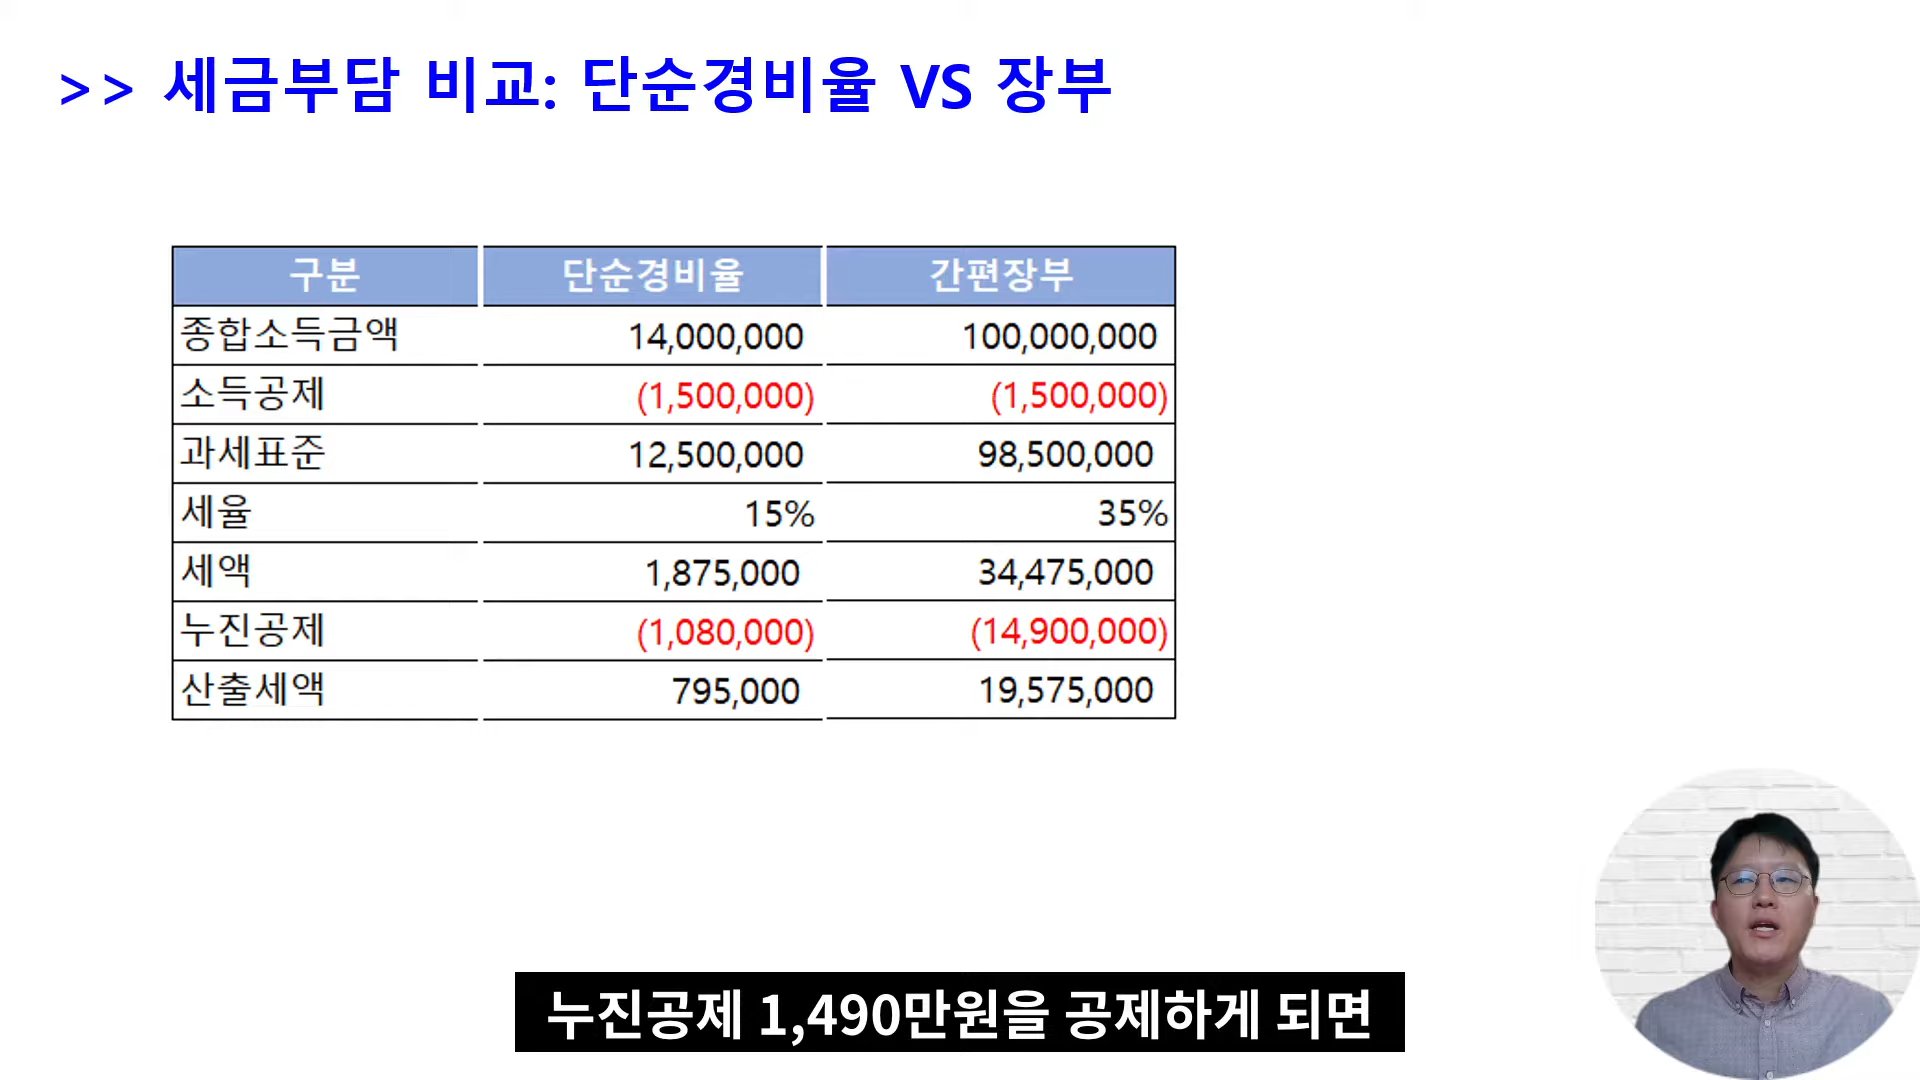 >> 세금부담 비교: 단순경비율 VS 장부
구분 단순경비율 간편장부
종합소득금액 14,000,000 100,000,000
소득공제 (1,500,000) (1,500,000)
과세표준 12,500,000 98,500,000
세율 15% 35%
세액 1,875,000 34,475,000
누진공제 (1,080,000) (14,900,000)
산출세액 795,000 19,575,000
누진공제 1,490만원을 공제하게 되면